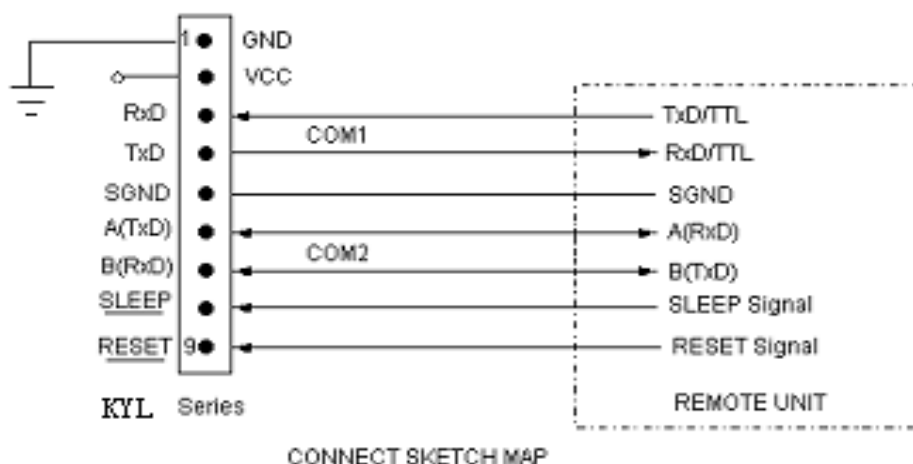 1 GND
VCC
RxD TxD/TTL
COM1
TxD RxD/TTL
SGND SGND
A(TxD) A(RxD)
COM2
B(RxD) B(TxD)
SLEEP SLEEP Signal
RESET 9 RESET Signal
KYL Series REMOTE UNIT
CONNECT SKETCH MAP